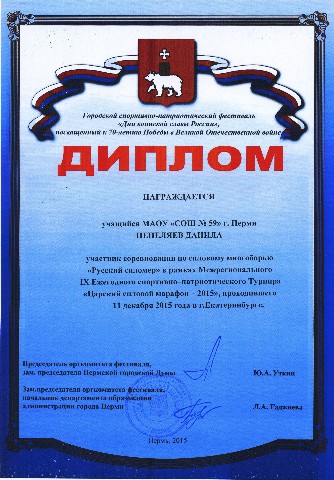 Городской спортивно-патриотический фестиваль
«Дни воинской славы России»,
посвященный к 70-летию Победы в Великой Отечественной войне
ДИПЛОМ
НАГРАЖДАЕТСЯ
учащийся МАОУ «СОШ № 59» г. Перми
ПЕПЕЛЯЕВ ДАНИЛА
участник соревнования по силовому многоборью
«Русский силомер» в рамках Межрегионального
IX Ежегодного спортивно-патриотического Турнира
«Царский силовой марафон – 2015», проходившего
11 декабря 2015 года в г.Екатеринбурге.
Председатель оргкомитета фестиваля,
зам. председателя Пермской городской Думы
Ю.А. Уткин
Зам.председателя оргкомитета фестиваля,
начальник департамента образования
администрации города Перми
Л.А. Гаджиева
Пермь, 2015